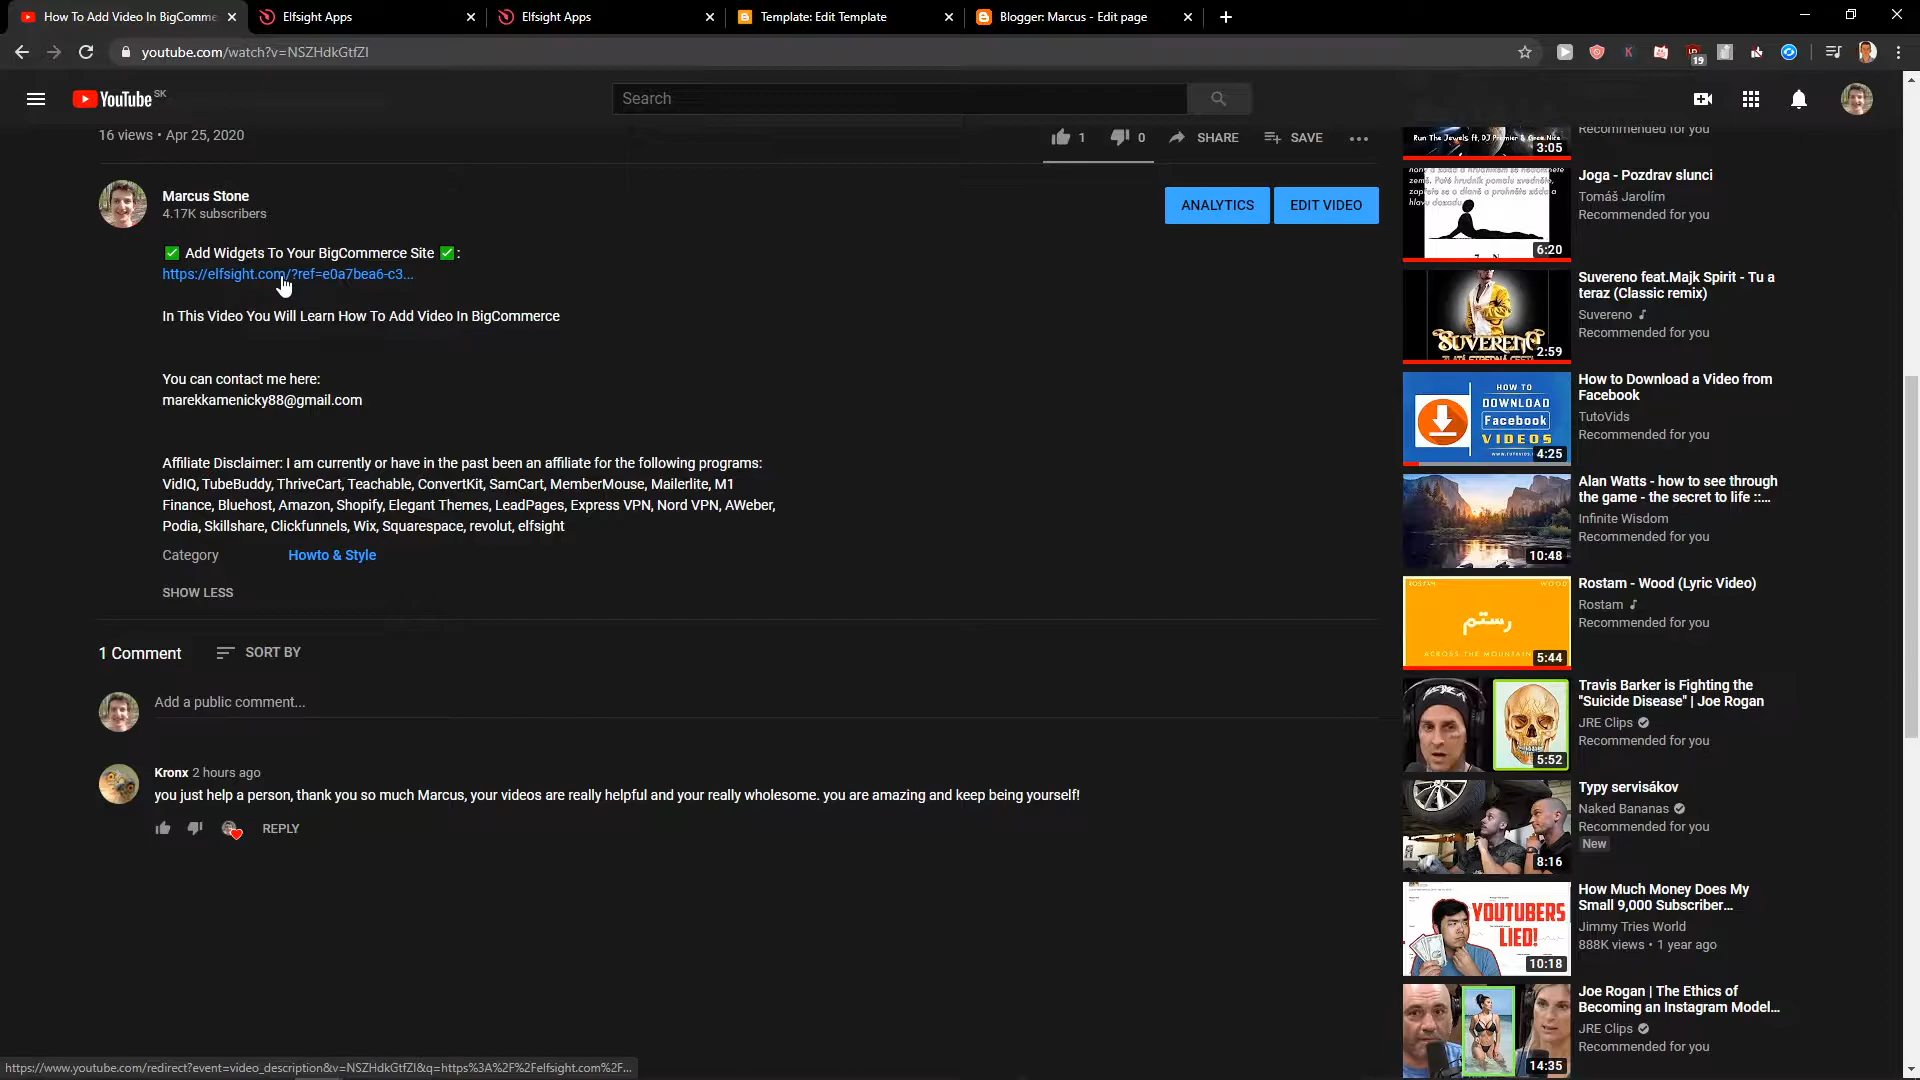 How To Add Video In BigComme
Elfsight Apps
Elfsight Apps
Template: Edit Template
Blogger: Marcus - Edit page
youtube.com/watch?v=NSZHdkGtfZI
19
YouTube SK
Search
16 views • Apr 25, 2020
1
0
SHARE
SAVE
Marcus Stone
4.17K subscribers
ANALYTICS
EDIT VIDEO
✅ Add Widgets To Your BigCommerce Site ✅:
https://elfsight.com/?ref=e0a7bea6-c3...
In This Video You Will Learn How To Add Video In BigCommerce
You can contact me here:
marekkamenicky88@gmail.com
Affiliate Disclaimer: I am currently or have in the past been an affiliate for the following programs:
VidIQ, TubeBuddy, ThriveCart, Teachable, ConvertKit, SamCart, MemberMouse, Mailerlite, M1
Finance, Bluehost, Amazon, Shopify, Elegant Themes, LeadPages, Express VPN, Nord VPN, AWeber,
Podia, Skillshare, Clickfunnels, Wix, Squarespace, revolut, elfsight
Category
Howto & Style
SHOW LESS
1 Comment
SORT BY
Add a public comment...
Kronx 2 hours ago
you just help a person, thank you so much Marcus, your videos are really helpful and your really wholesome. you are amazing and keep being yourself!
REPLY
Recommended for you
Run The Jewels ft. DJ Premier & Greg Nice
3:05
Joga - Pozdrav slunci
Tomáš Jarolím
Recommended for you
6:20
Suvereno feat.Majk Spirit - Tu a
teraz (Classic remix)
Suvereno
Recommended for you
SUVERENO
2:59
How to Download a Video from
Facebook
TutoVids
Recommended for you
HOW TO
DOWNLOAD
Facebook
VIDEOS
4:25
Alan Watts - how to see through
the game - the secret to life ::...
Infinite Wisdom
Recommended for you
10:48
Rostam - Wood (Lyric Video)
Rostam
Recommended for you
ROSTAM
WOOD
رستم
ACROSS THE MOUNTAIN
5:44
Travis Barker is Fighting the
"Suicide Disease" | Joe Rogan
JRE Clips
Recommended for you
5:52
Typy servisákov
Naked Bananas
Recommended for you
New
8:16
How Much Money Does My
Small 9,000 Subscriber...
Jimmy Tries World
888K views • 1 year ago
YOUTUBERS
LIED!
10:18
Joe Rogan | The Ethics of
Becoming an Instagram Model...
JRE Clips
Recommended for you
14:35
https://www.youtube.com/redirect?event=video_description&v=NSZHdkGtfZI&q=https%3A%2F%2Felfsight.com%2F...